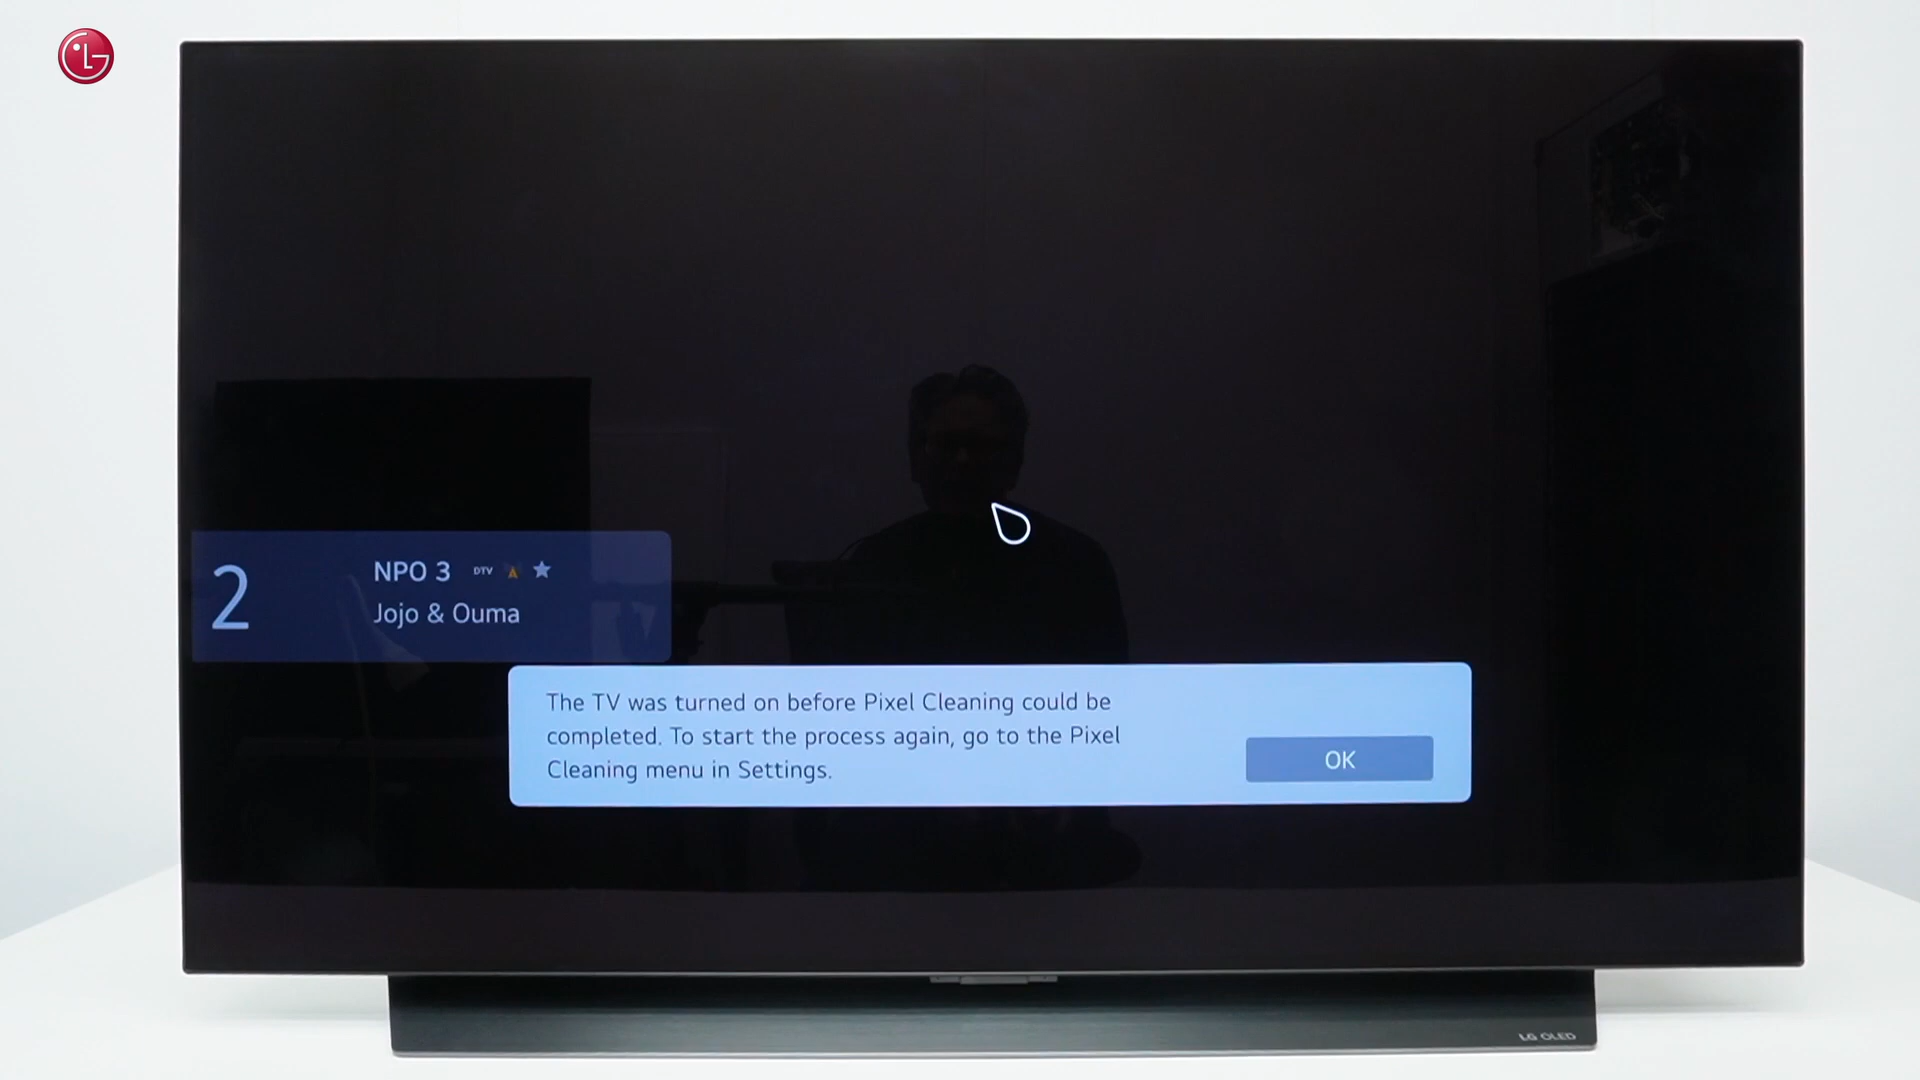 LG
2
NPO 3 DTV
Jojo & Ouma
The TV was turned on before Pixel Cleaning could be
completed. To start the process again, go to the Pixel
Cleaning menu in Settings.
OK
LG OLED